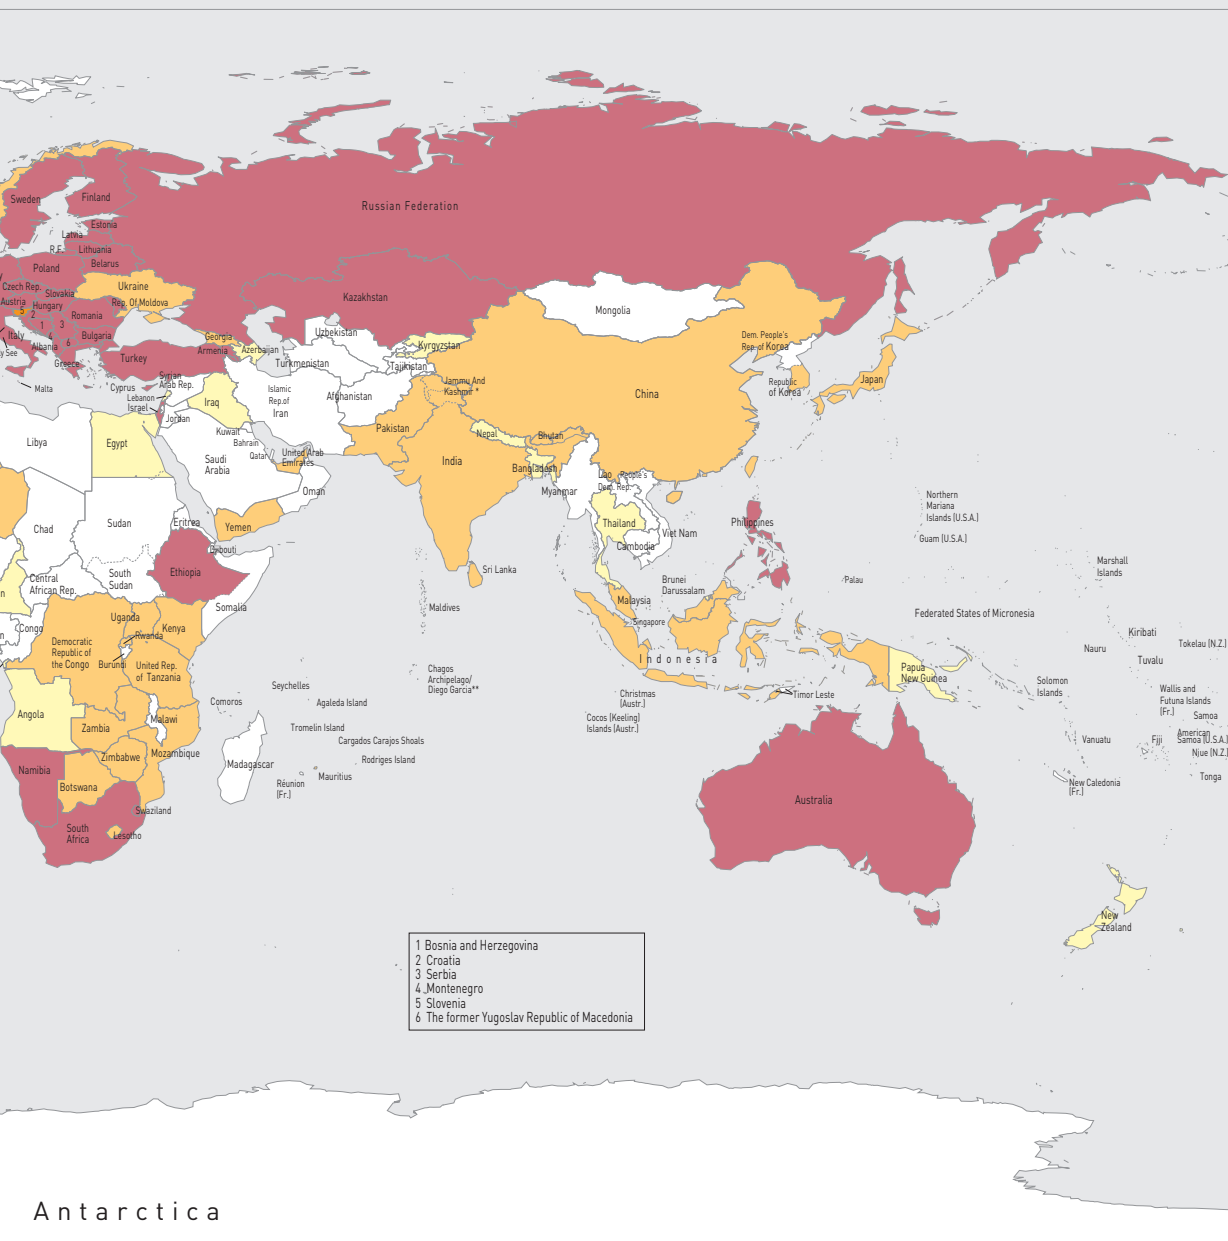 Russian Federation
Sweden
Finland
Estonia
Latvia
R.F.
Lithuania
Belarus
Poland
Czech Rep.
Slovakia
Ukraine
Austria
5
Hungary
2
Rep. Of Moldova
Romania
1
3
Italy
4
6
Bulgaria
y See
Albania
Greece
Malta
Turkey
Georgia
Armenia
Azerbaijan
Kazakhstan
Uzbekistan
Turkmenistan
Kyrgyzstan
Tajikistan
Mongolia
Dem. People's
Rep. of Korea
Republic
of Korea
Japan
China
Cyprus
Syrian
Arab Rep.
Lebanon
Israel
Jordan
Iraq
Islamic
Rep.of
Iran
Afghanistan
Jammu And
Kashmir *
Pakistan
India
Nepal
Bhutan
Bangladesh
Myanmar
Lao People's
Dem. Rep.
Thailand
Viet Nam
Cambodia
Philippines
Libya
Egypt
Kuwait
Bahrain
Qatar
United Arab
Emirates
Saudi
Arabia
Oman
Yemen
Chad
Sudan
Eritrea
Djibouti
Ethiopia
South
Sudan
Central
African Rep.
Somalia
Sri Lanka
Maldives
Brunei
Darussalam
Malaysia
Singapore
Indonesia
Palau
Northern
Mariana
Islands (U.S.A.)
Guam (U.S.A.)
Marshall
Islands
Federated States of Micronesia
Kiribati
Nauru
Tuvalu
Tokelau (N.Z.)
Papua
New Guinea
Solomon
Islands
Wallis and
Futuna Islands
(Fr.)
Samoa
American
Samoa (U.S.A.)
Vanuatu
Fiji
Niue (N.Z.)
Tonga
New Caledonia
(Fr.)
Timor Leste
Christmas
(Austr.)
Cocos (Keeling)
Islands (Austr.)
Chagos
Archipelago/
Diego Garcia**
Congo
Democratic
Republic of
the Congo
Uganda
Rwanda
Burundi
Kenya
United Rep.
of Tanzania
Seychelles
Comoros
Agaleda Island
Tromelin Island
Cargados Carajos Shoals
Rodriges Island
Mauritius
Réunion
(Fr.)
Angola
Zambia
Malawi
Mozambique
Zimbabwe
Madagascar
Namibia
Botswana
Swaziland
South
Africa
Lesotho
Australia
New
Zealand
1 Bosnia and Herzegovina
2 Croatia
3 Serbia
4 Montenegro
5 Slovenia
6 The former Yugoslav Republic of Macedonia
Antarctica